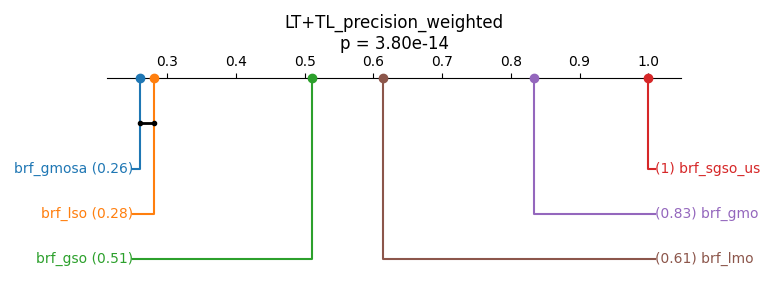 LT+TL_precision_weighted
p = 3.80e-14
0.3 0.4 0.5 0.6 0.7 0.8 0.9 1.0
brf_gmosa (0.26) (1) brf_sgso_us
brf_lso (0.28) (0.83) brf_gmo
brf_gso (0.51) (0.61) brf_lmo